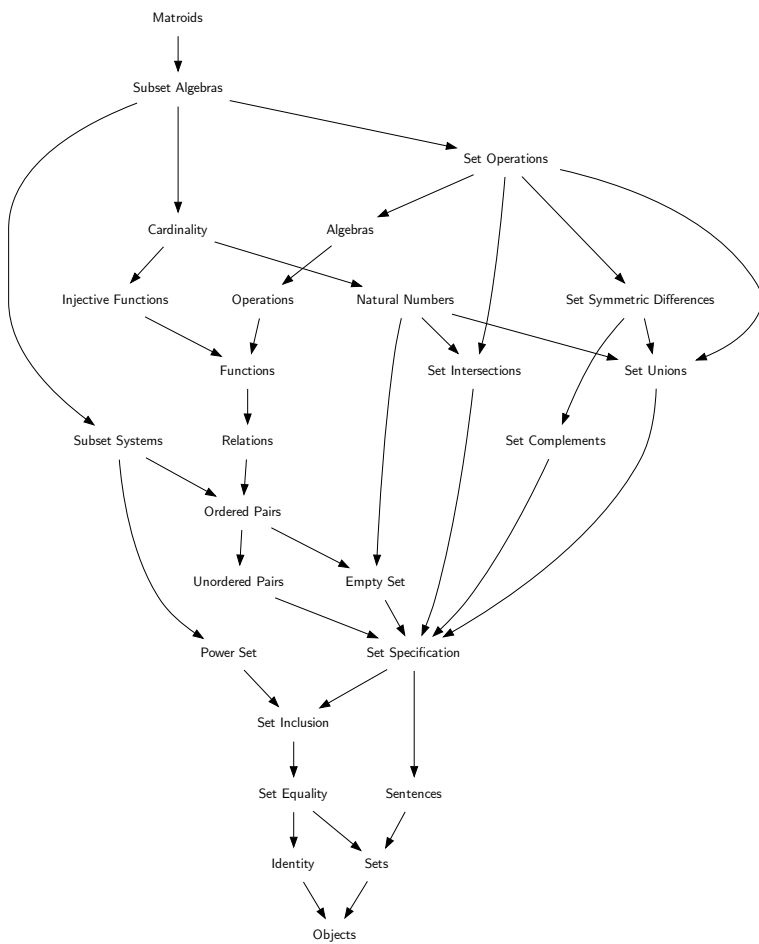 Matroids
Subset Algebras
Set Operations
Cardinality
Algebras
Injective Functions
Operations
Natural Numbers
Set Symmetric Differences
Functions
Set Intersections
Set Unions
Subset Systems
Relations
Set Complements
Ordered Pairs
Unordered Pairs
Empty Set
Power Set
Set Specification
Set Inclusion
Set Equality
Sentences
Identity
Sets
Objects